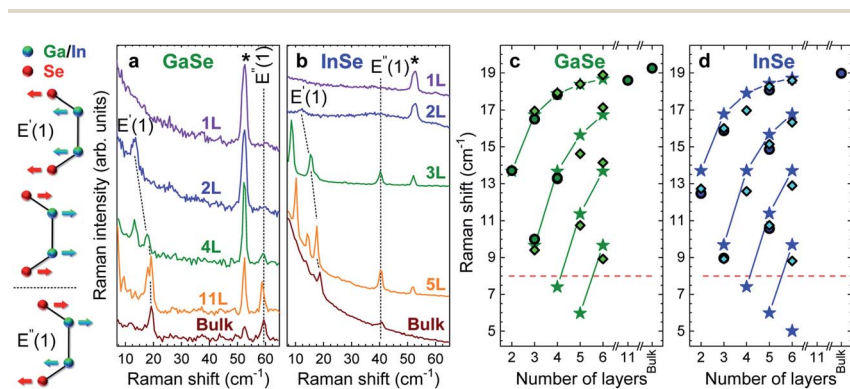 Ga/In
Se
E'(1)
E"(1)
a
GaSe
*
E"(1)
E'(1)
1L
2L
4L
11L
Bulk
Raman intensity (arb. units)
10 20 30 40 50 60
Raman shift (cm-1)
b
InSe
E"(1) *
1L
E'(1)
2L
3L
5L
Bulk
10 20 30 40 50 60
Raman shift (cm-1)
c
GaSe
19
17
15
13
11
9
7
5
Raman shift (cm-1)
2 3 4 5 6 11 Bulk
Number of layers
d
InSe
19
17
15
13
11
9
7
5
2 3 4 5 6 11 Bulk
Number of layers